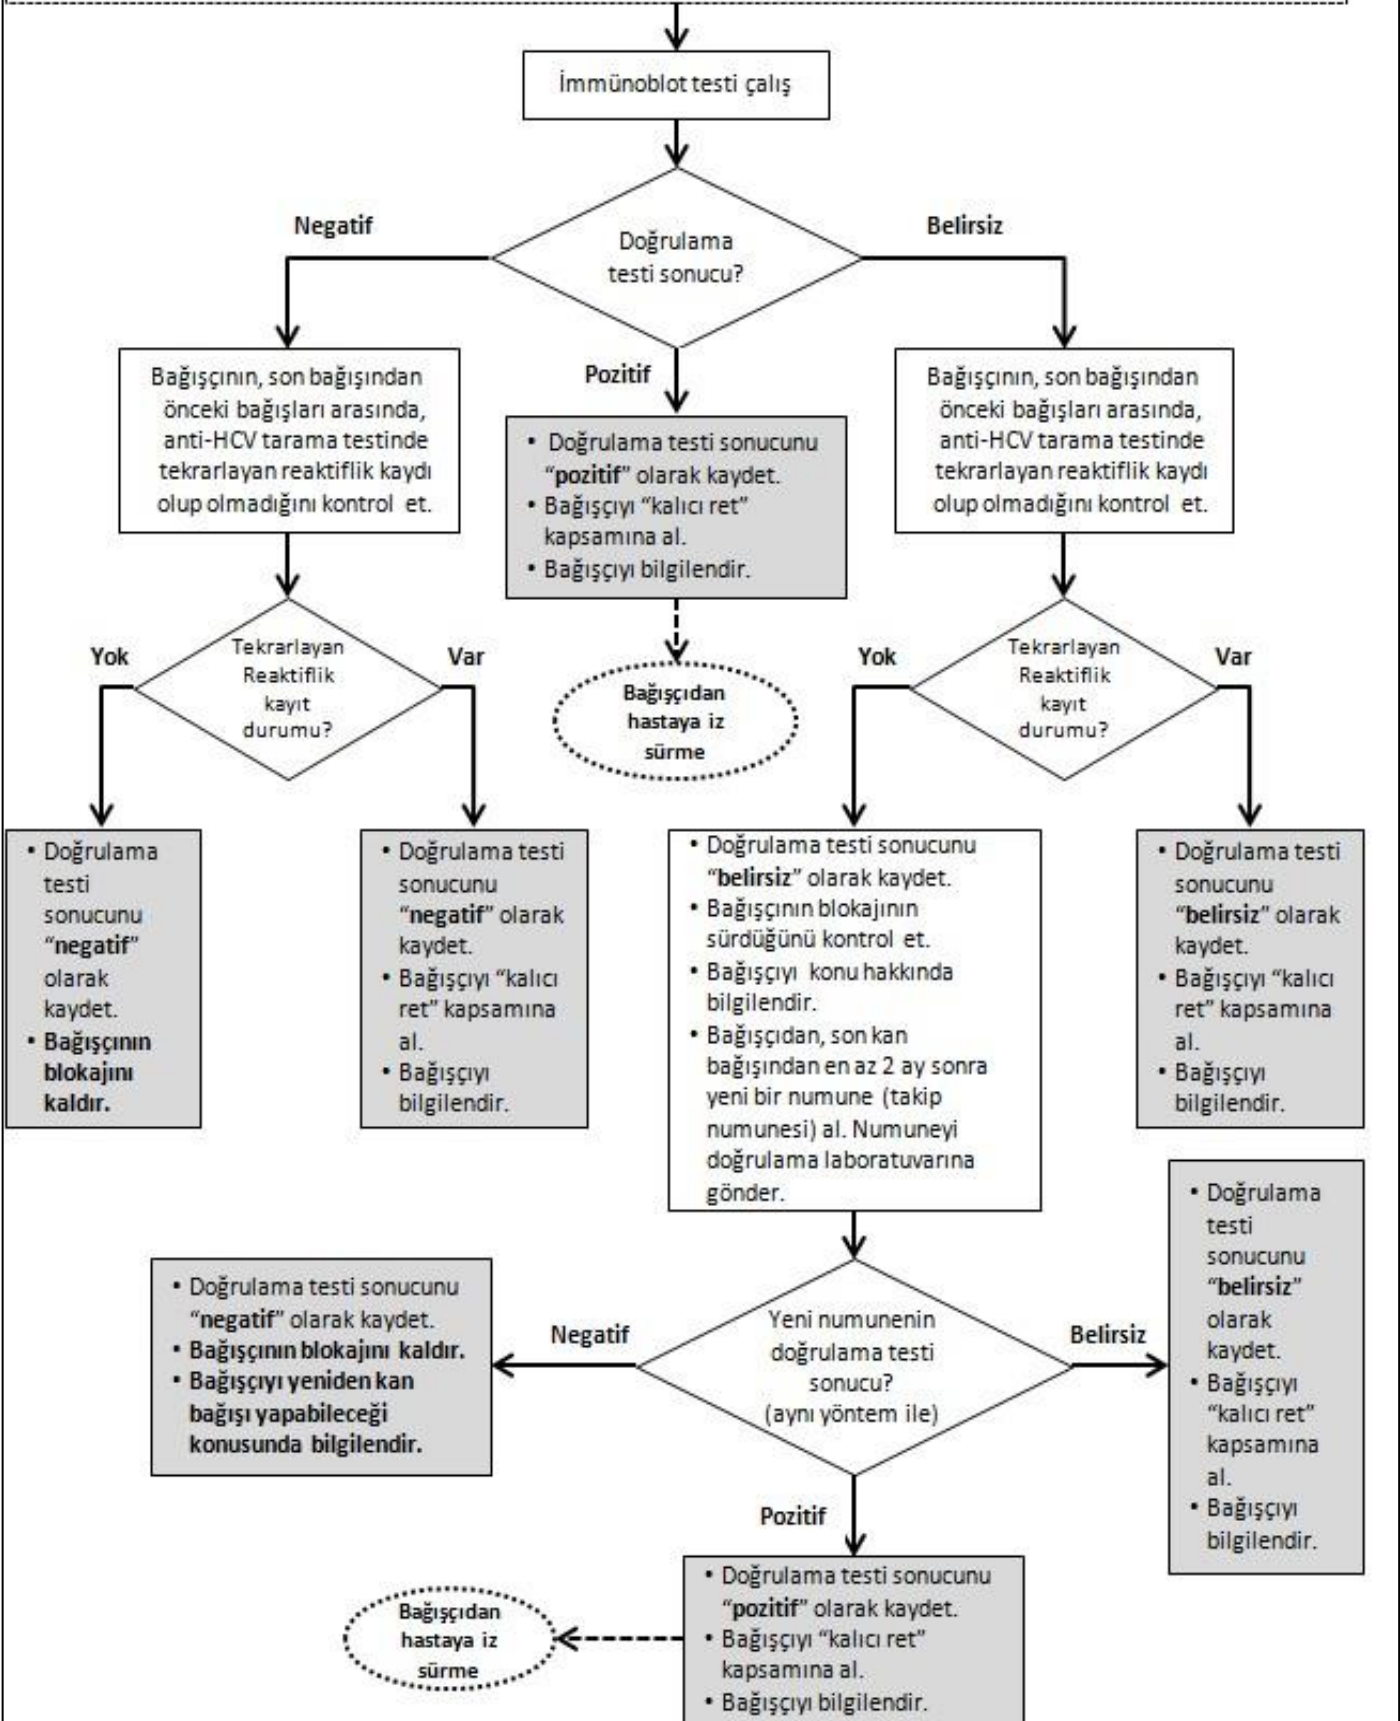 İmmünoblot testi çalış
Doğrulama
testi sonucu?
Negatif
Belirsiz
Pozitif
Bağışçının, son bağışından
önceki bağışları arasında,
anti-HCV tarama testinde
tekrarlayan reaktiflik kaydı
olup olmadığını kontrol et.
• Doğrulama testi sonucunu
“pozitif” olarak kaydet.
• Bağışçıyı “kalıcı ret”
kapsamına al.
• Bağışçıyı bilgilendir.
Bağışçının, son bağışından
önceki bağışları arasında,
anti-HCV tarama testinde
tekrarlayan reaktiflik kaydı
olup olmadığını kontrol et.
Yok
Tekrarlayan
Reaktiflik
kayıt
durumu?
Var
Bağışçıdan
hastaya iz
sürme
Yok
Tekrarlayan
Reaktiflik
kayıt
durumu?
Var
• Doğrulama
testi
sonucunu
“negatif”
olarak
kaydet.
• Bağışçının
blokajını
kaldır.
• Doğrulama testi
sonucunu
“negatif” olarak
kaydet.
• Bağışçıyı “kalıcı
ret” kapsamına
al.
• Bağışçıyı
bilgilendir.
• Doğrulama testi sonucunu
“belirsiz” olarak kaydet.
• Bağışçının blokajının
sürdüğünü kontrol et.
• Bağışçıyı konu hakkında
bilgilendir.
• Bağışçıdan, son kan
bağışından en az 2 ay sonra
yeni bir numune (takip
numunesi) al. Numuneyi
doğrulama laboratuvarına
gönder.
• Doğrulama testi
sonucunu
“belirsiz” olarak
kaydet.
• Bağışçıyı “kalıcı
ret” kapsamına
al.
• Bağışçıyı
bilgilendir.
• Doğrulama testi sonucunu
“negatif” olarak kaydet.
• Bağışçının blokajını kaldır.
• Bağışçıyı yeniden kan
bağışı yapabileceği
konusunda bilgilendir.
Negatif
Yeni numunenin
doğrulama testi
sonucu?
(aynı yöntem ile)
Belirsiz
• Doğrulama
testi
sonucunu
“belirsiz”
olarak
kaydet.
• Bağışçıyı
“kalıcı ret”
kapsamına
al.
• Bağışçıyı
bilgilendir.
Pozitif
Bağışçıdan
hastaya iz
sürme
• Doğrulama testi sonucunu
“pozitif” olarak kaydet.
• Bağışçıyı “kalıcı ret”
kapsamına al.
• Bağışçıyı bilgilendir.